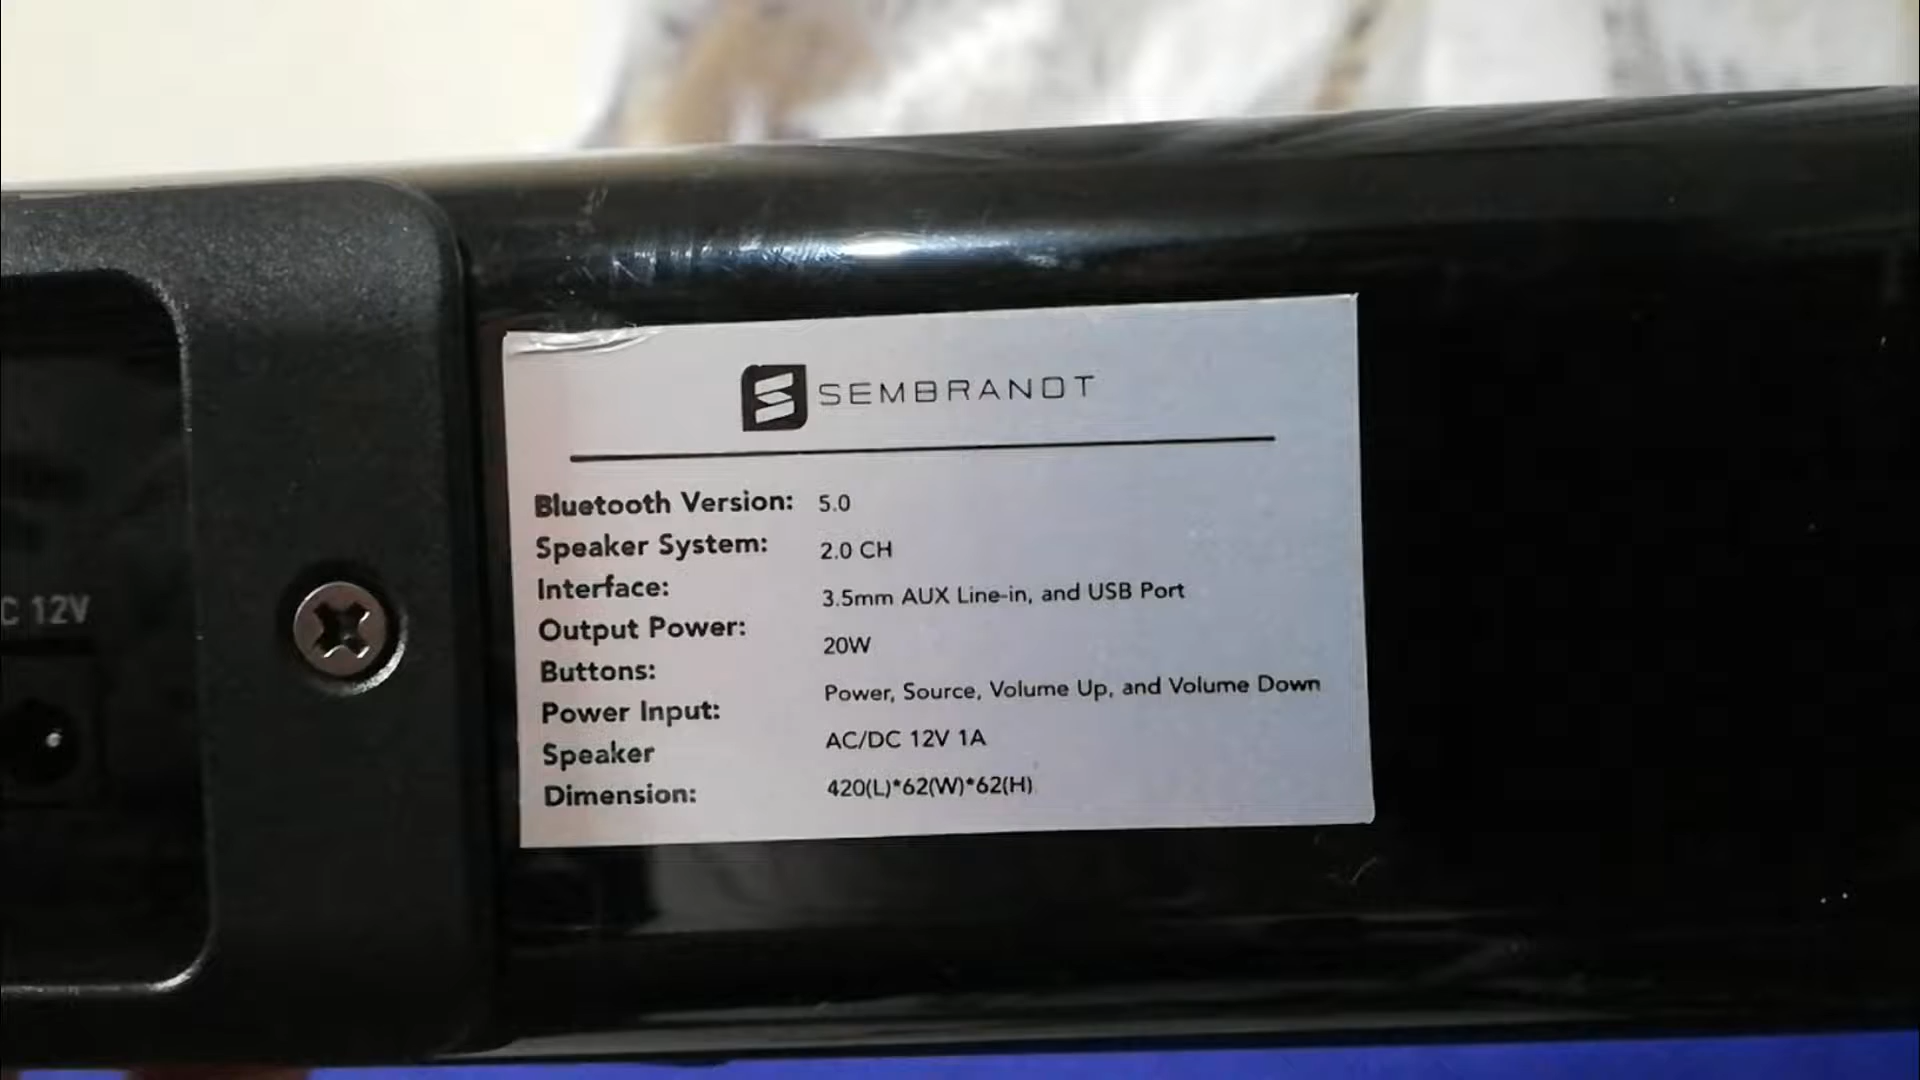 SEMBRANDT
Bluetooth Version: 5.0
Speaker System: 2.0 CH
Interface: 3.5mm AUX Line-in, and USB Port
Output Power: 20W
Buttons: Power, Source, Volume Up, and Volume Down
Power Input: AC/DC 12V 1A
Speaker
Dimension: 420(L)*62(W)*62(H)
C 12V